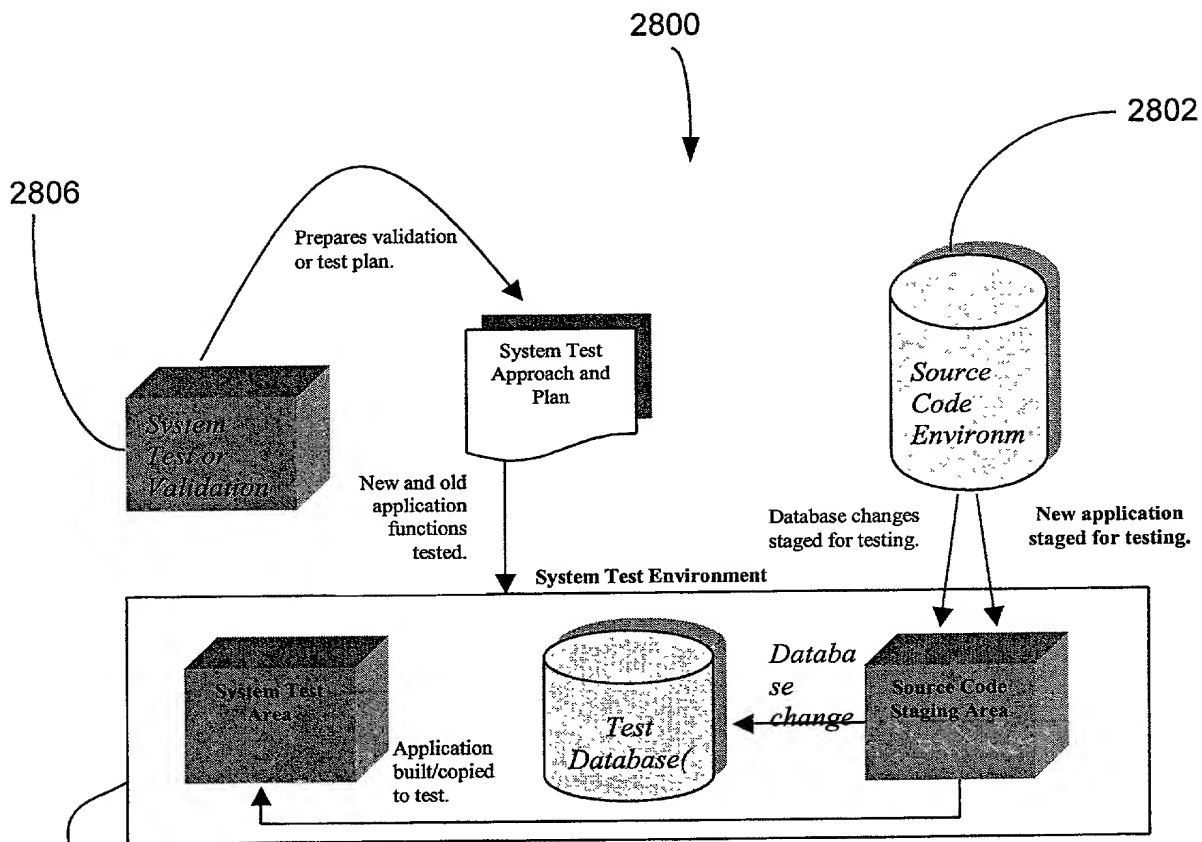 2800
2802
2806
Prepares validation
or test plan.
System Test
Approach and
Plan
System
Test or
Validation
Source
Code
Environm
New and old
application
functions
tested.
Database changes
staged for testing.
New application
staged for testing.
System Test Environment
System Test
Area
Test
Database(
Databa
se
change
Source Code
Staging Area
Application
built/copied
to test.